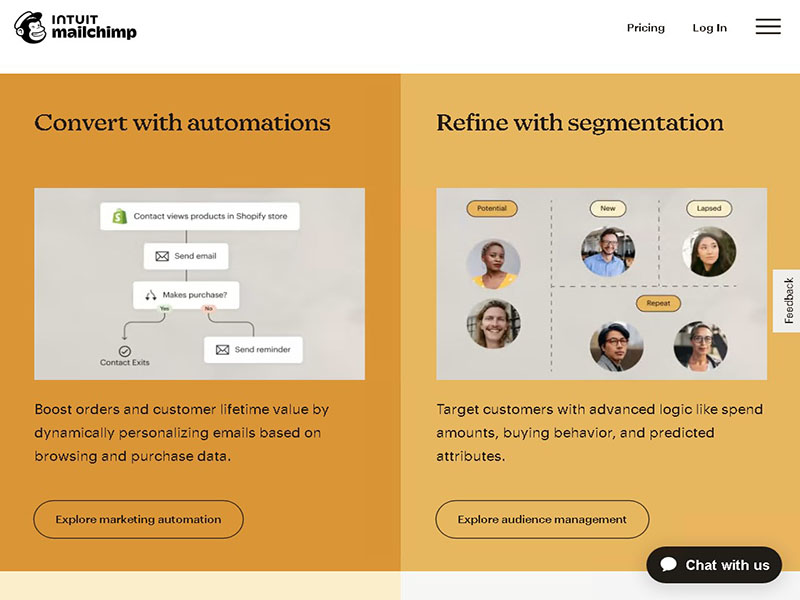 INTUIT
mailchimp
Pricing
Log In
Convert with automations
Contact views products in Shopify store
Send email
Makes purchase?
Yes
No
Contact Exits
Send reminder
Boost orders and customer lifetime value by
dynamically personalizing emails based on
browsing and purchase data.
Explore marketing automation
Refine with segmentation
Potential
New
Lapsed
Repeat
Target customers with advanced logic like spend
amounts, buying behavior, and predicted
attributes.
Explore audience management
Feedback
Chat with us